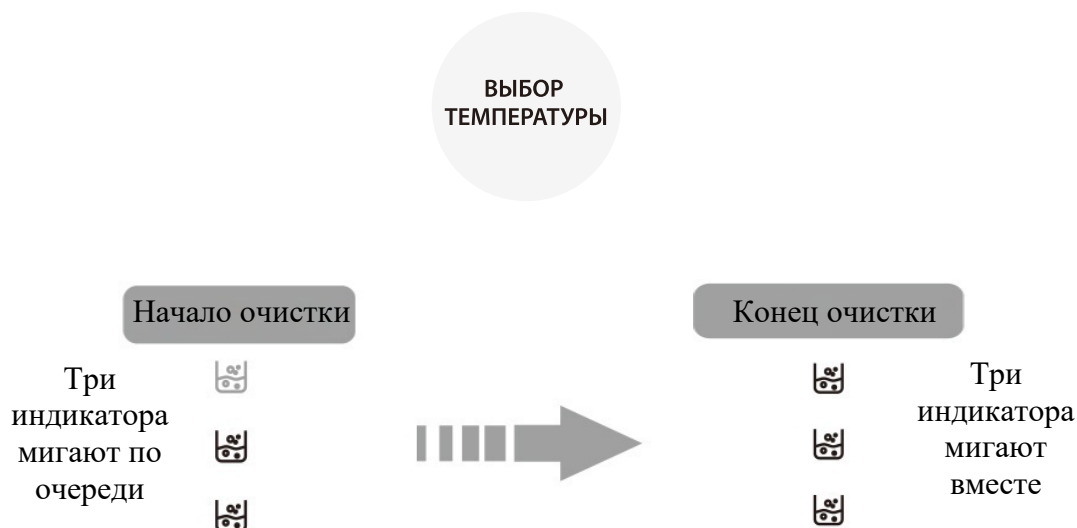 ВЫБОР
ТЕМПЕРАТУРЫ
Начало очистки
Конец очистки
Три
индикатора
мигают по
очереди
Три
индикатора
мигают
вместе